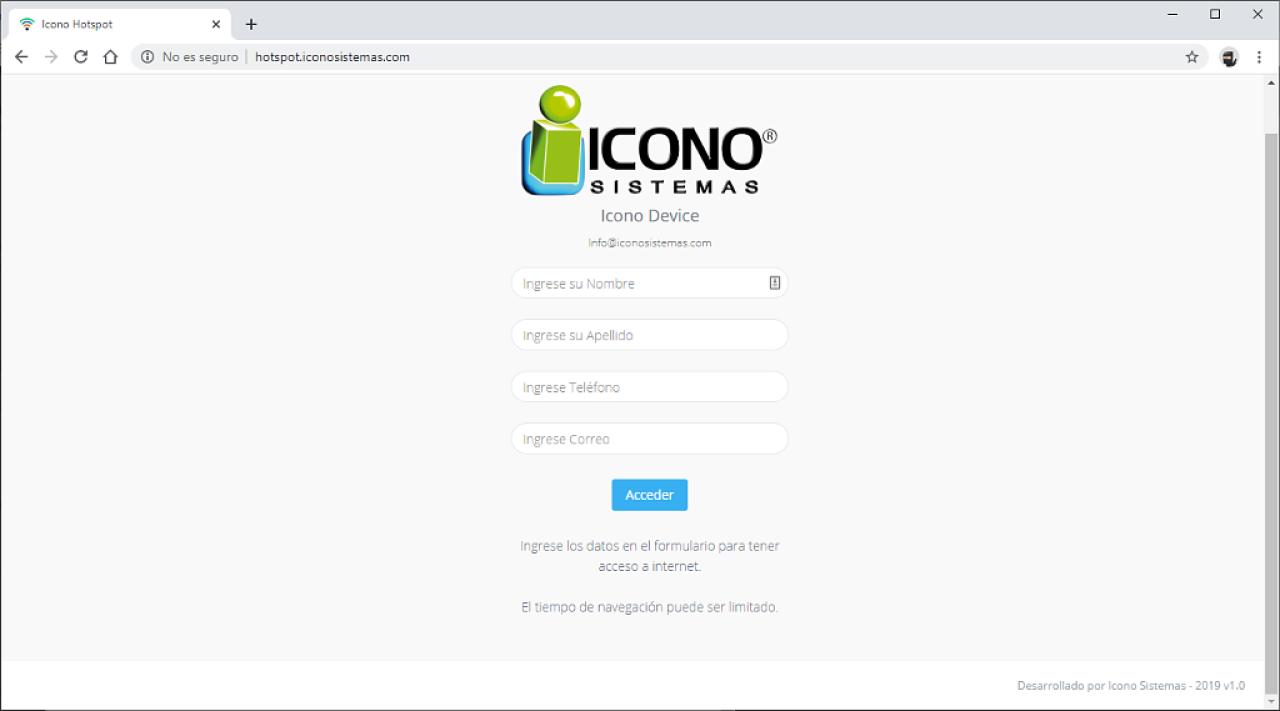 Icono Hotspot
No es seguro | hotspot.iconosistemas.com
ICONO®
SISTEMAS
Icono Device
Info@iconosistemas.com
Ingrese su Nombre
Ingrese su Apellido
Ingrese Teléfono
Ingrese Correo
Acceder
Ingrese los datos en el formulario para tener
acceso a internet.
El tiempo de navegación puede ser limitado.
Desarrollado por Icono Sistemas - 2019 v1.0